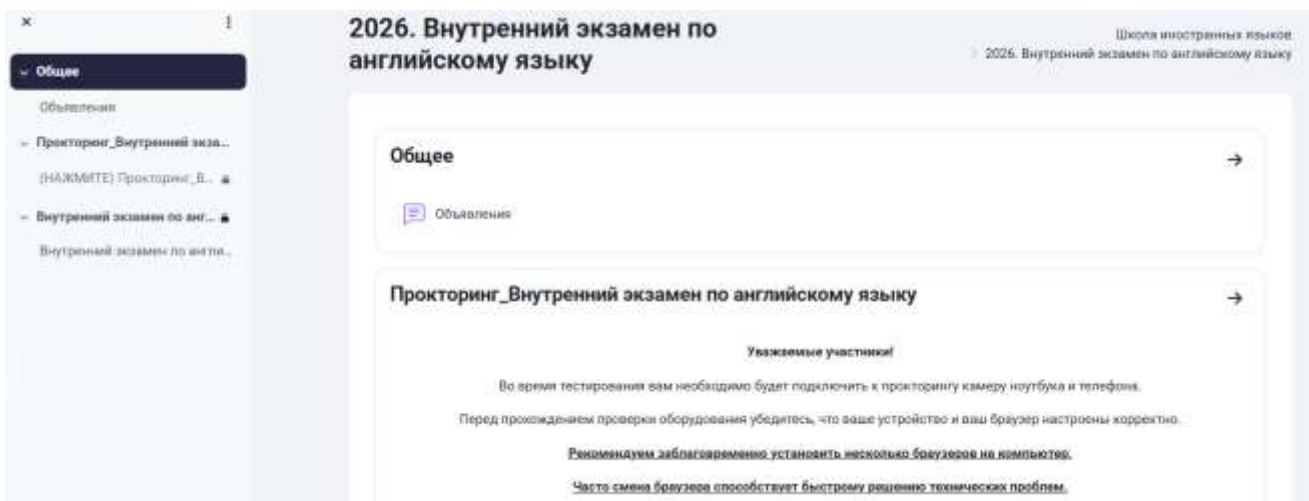 2026. Внутренний экзамен по
английскому языку
Школа иностранных языков
2026. Внутренний экзамен по английскому языку
Общее
Объявления
Прокторинг_Внутренний экза...
(НАЖМИТЕ) Прокторинг_В...
Внутренний экзамен по анг...
Внутренний экзамен по англи...
Общее
Объявления
Прокторинг_Внутренний экзамен по английскому языку
Уважаемые участники!
Во время тестирования вам необходимо будет подключить к прокторингу камеру ноутбука и телефона.
Перед прохождением проверки оборудования убедитесь, что ваше устройство и ваш браузер настроены корректно.
Рекомендуем заблаговременно установить несколько браузеров на компьютер.
Часто смена браузера способствует быстрому решению технических проблем.